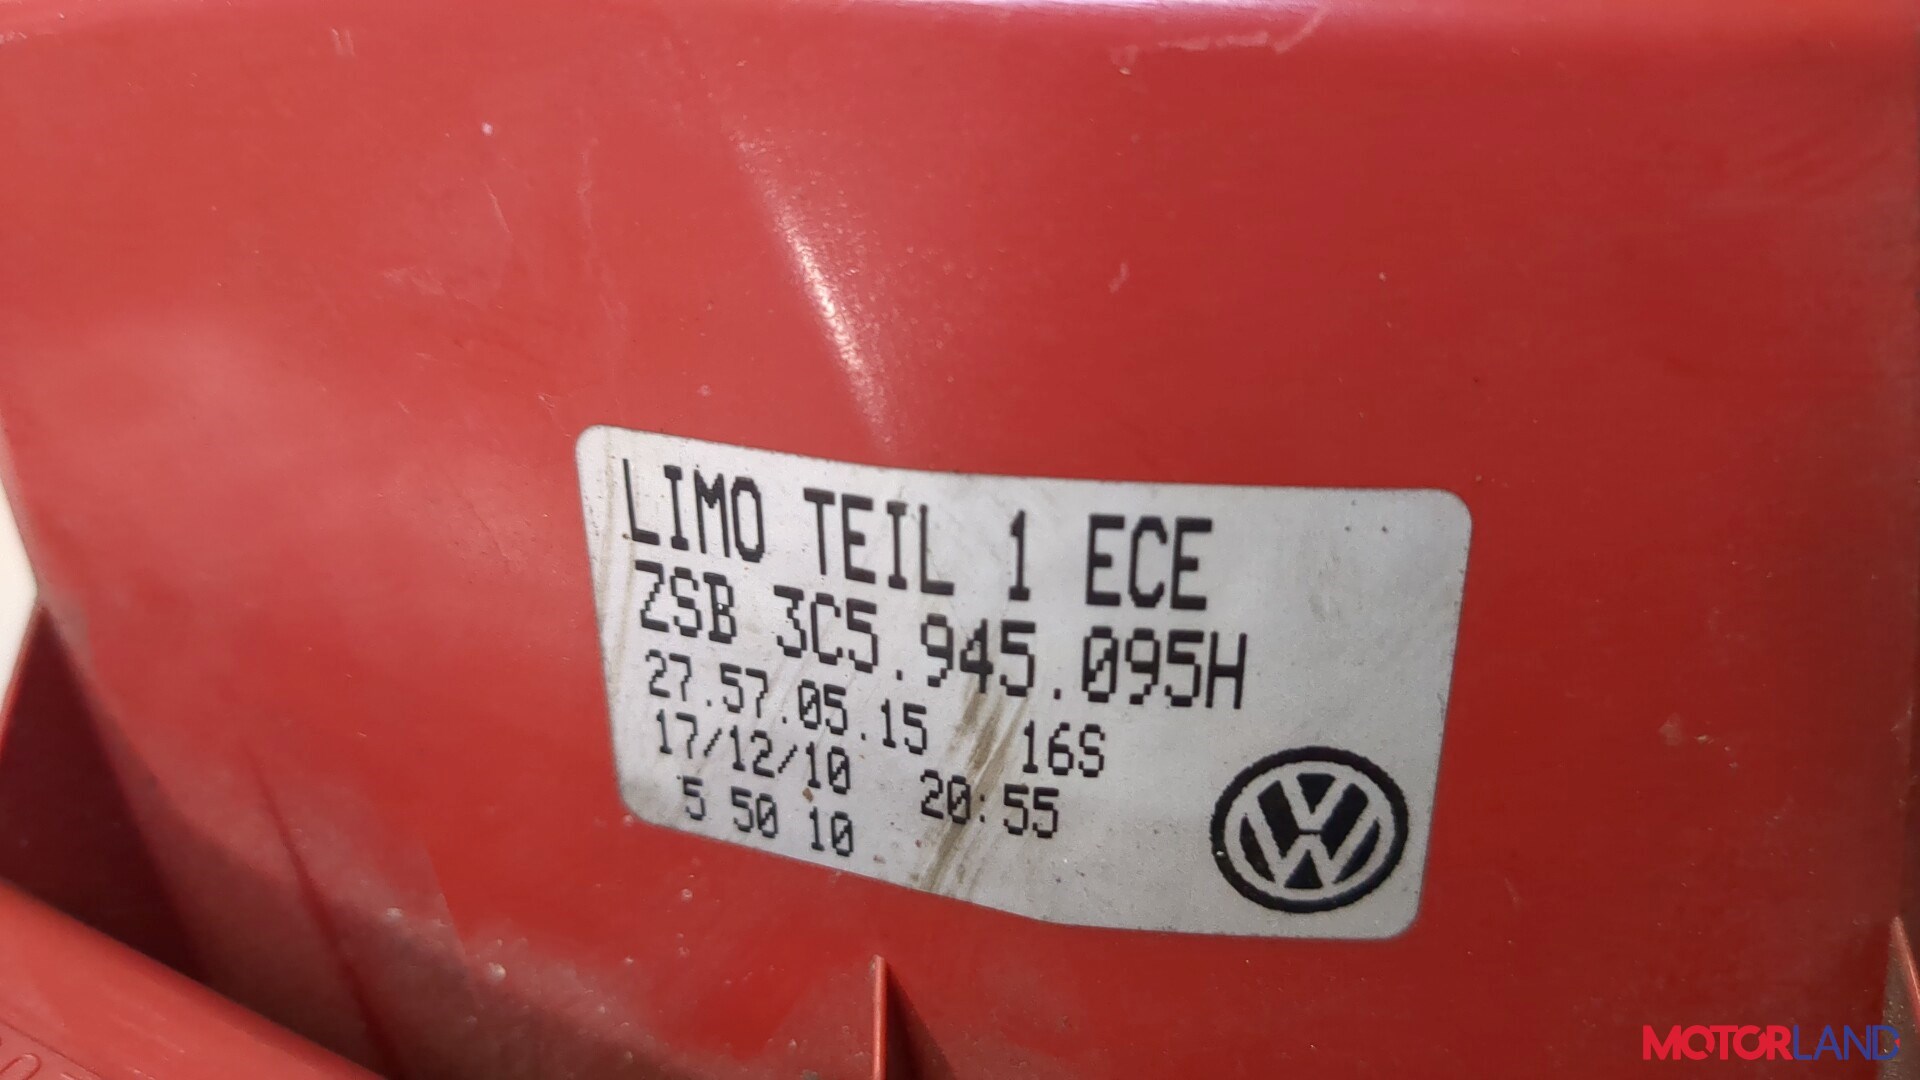 LIMO TEIL 1 ECE
ZSB 3C5.945.095H
27.57.05.15 16S
17/12/10 20:55
5 50 10
MOTORLAND